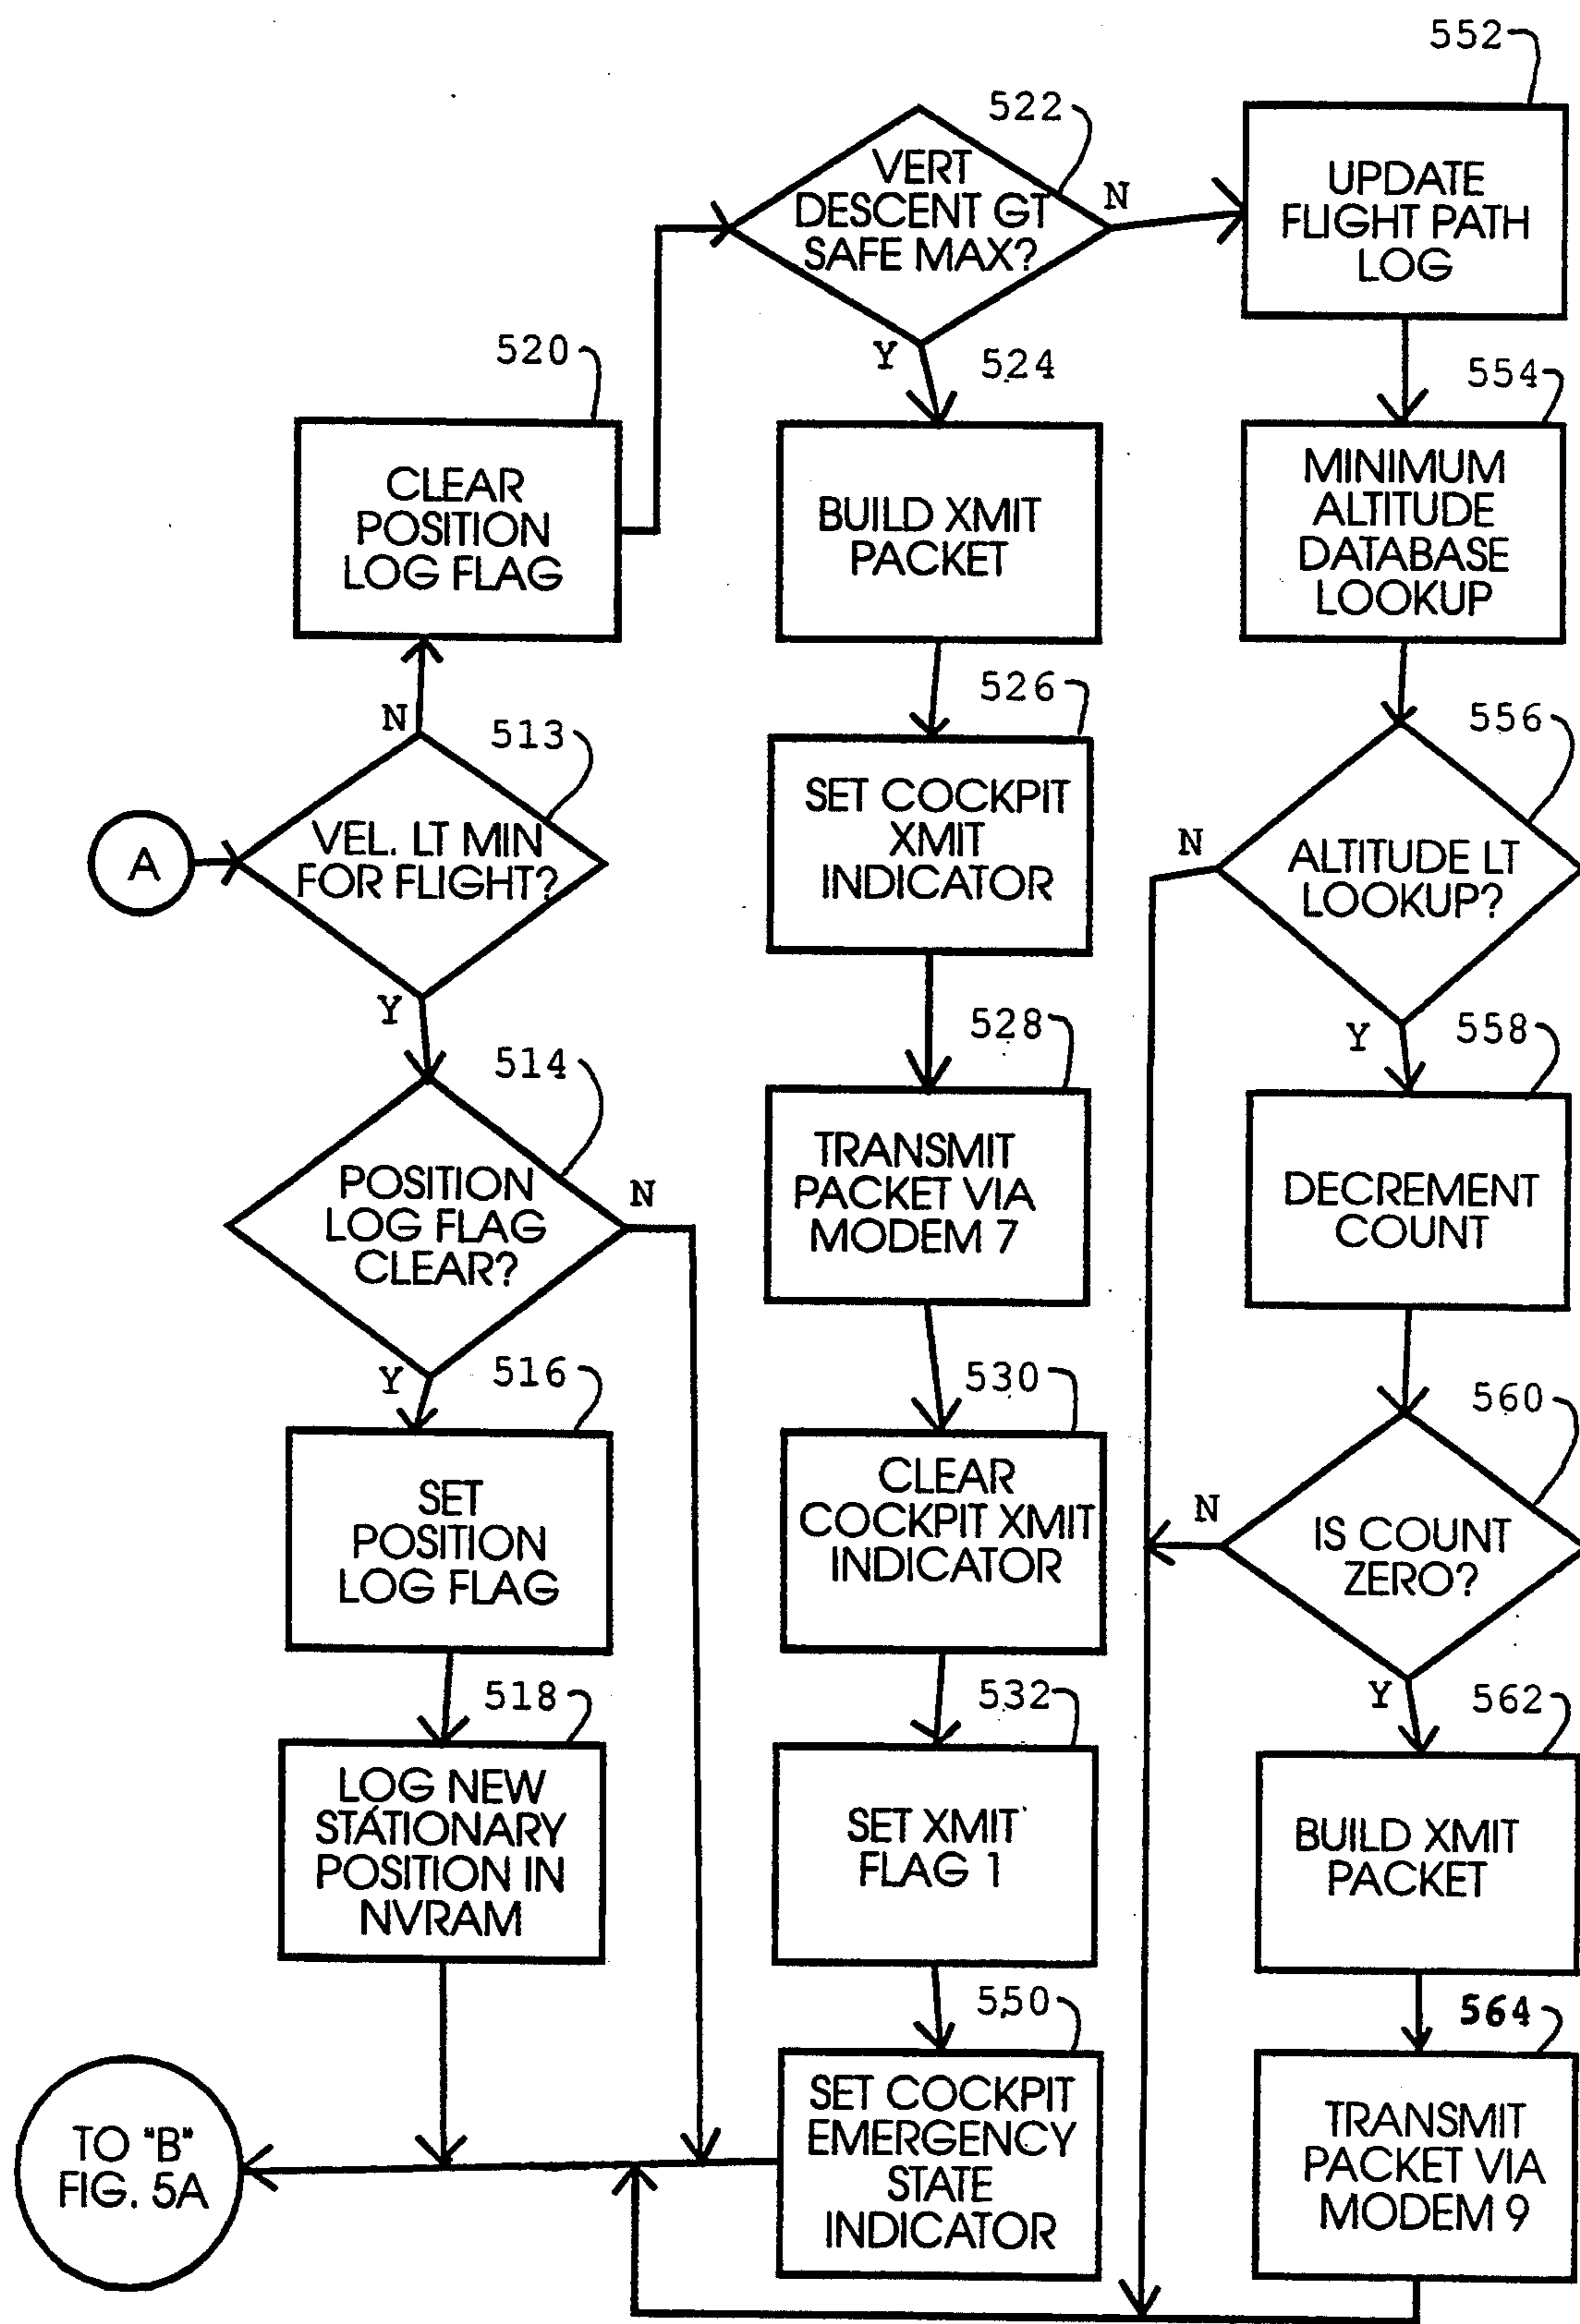 552
522
VERT
DESCENT GT
SAFE MAX?
N
Y
UPDATE
FLIGHT PATH
LOG
520
CLEAR
POSITION
LOG FLAG
524
BUILD XMIT
PACKET
554
MINIMUM
ALTITUDE
DATABASE
LOOKUP
N
513
A
VEL. LT MIN
FOR FLIGHT?
Y
526
SET COCKPIT
XMIT
INDICATOR
556
N
ALTITUDE LT
LOOKUP?
Y
514
POSITION
LOG FLAG
CLEAR?
N
Y
528
TRANSMIT
PACKET VIA
MODEM 7
558
DECREMENT
COUNT
516
SET
POSITION
LOG FLAG
530
CLEAR
COCKPIT XMIT
INDICATOR
560
N
IS COUNT
ZERO?
Y
518
LOG NEW
STATIONARY
POSITION IN
NVRAM
532
SET XMIT
FLAG 1
562
BUILD XMIT
PACKET
TO "B"
FIG. 5A
550
SET COCKPIT
EMERGENCY
STATE
INDICATOR
564
TRANSMIT
PACKET VIA
MODEM 9